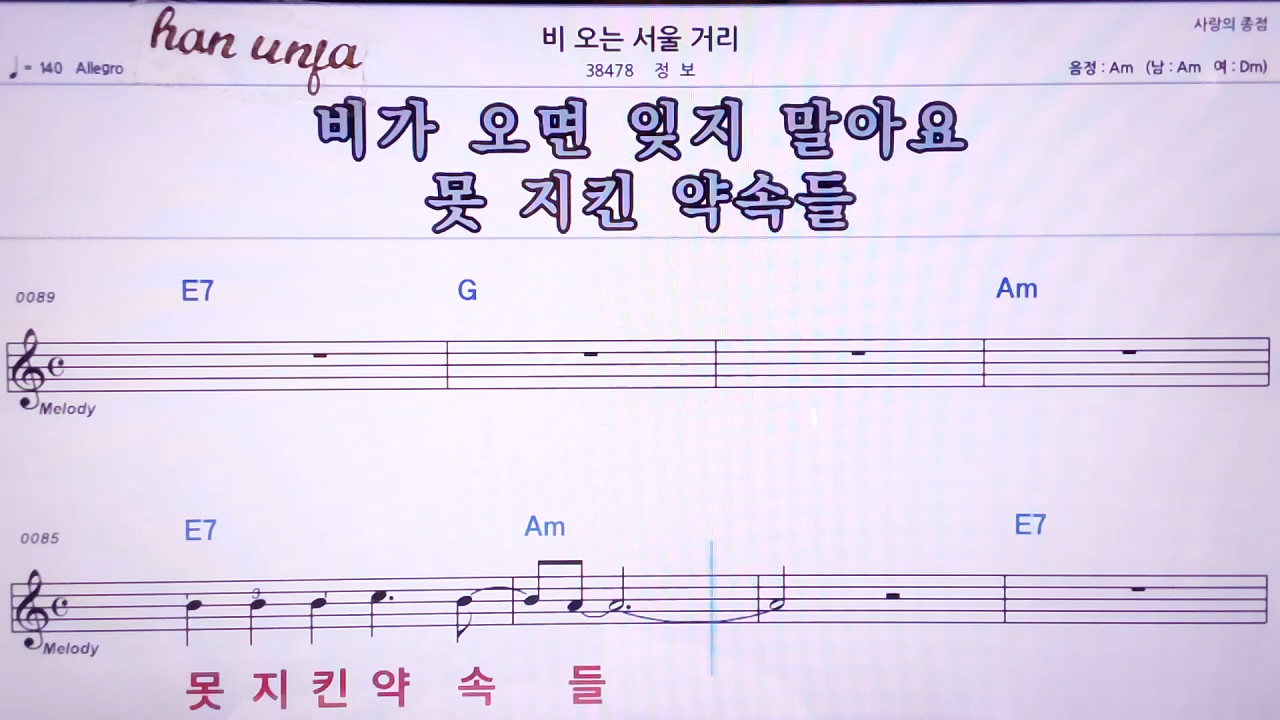 han unja
비 오는 서울 거리
사랑의 종점
♩= 140 Allegro
38478 정 보
음정 : Am (남 : Am 여 : Dm)
비가 오면 잊지 말아요
못 지킨 약속들
0089 E7 G Am
Melody
0085 E7 Am E7
3
Melody
못 지 킨 약 속 들